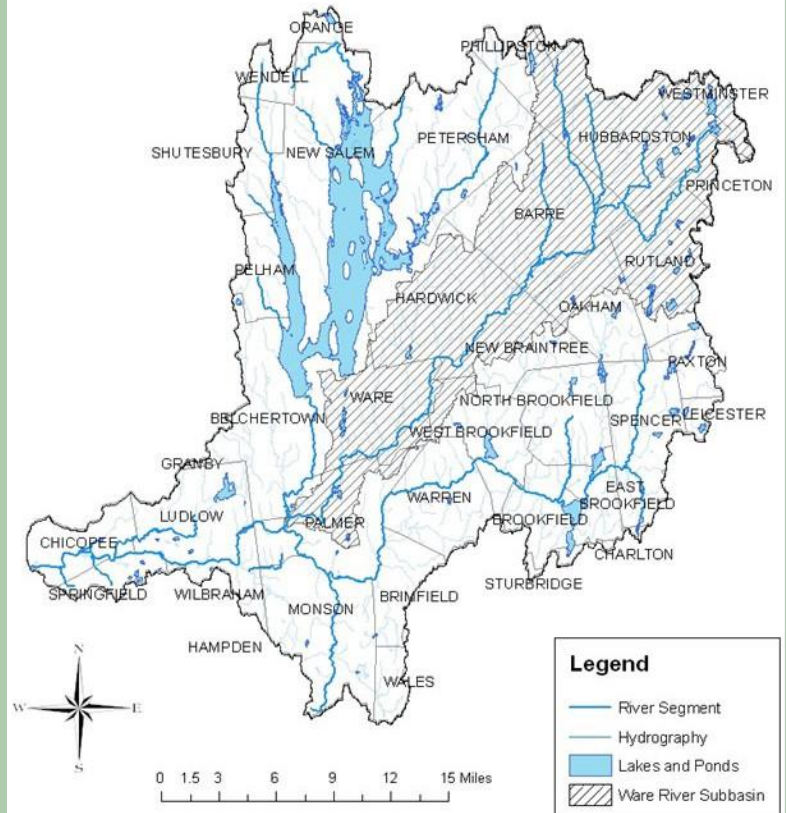 ORANGE
PHILLIPSTON
WENDELL
WESTMINSTER
PETERSHAM
HUBBARDSTON
SHUTESBURY
NEW SALEM
PRINCETON
BARRE
PELHAM
RUTLAND
HARDWICK
OAKHAM
NEW BRAINTREE
PAXTON
WARE
NORTH BROOKFIELD
BELCHERTOWN
SPENCER
LEICESTER
WEST BROOKFIELD
GRANBY
EAST
BROOKFIELD
WARREN
LUDLOW
PALMER
BROOKFIELD
CHICOPEE
CHARLTON
STURBRIDGE
SPRINGFIELD
WILBRAHAM
BRIMFIELD
MONSON
HAMPDEN
WALES
N
W
E
S
0 1.5 3 6 9 12 15 Miles
Legend
River Segment
Hydrography
Lakes and Ponds
Ware River Subbasin